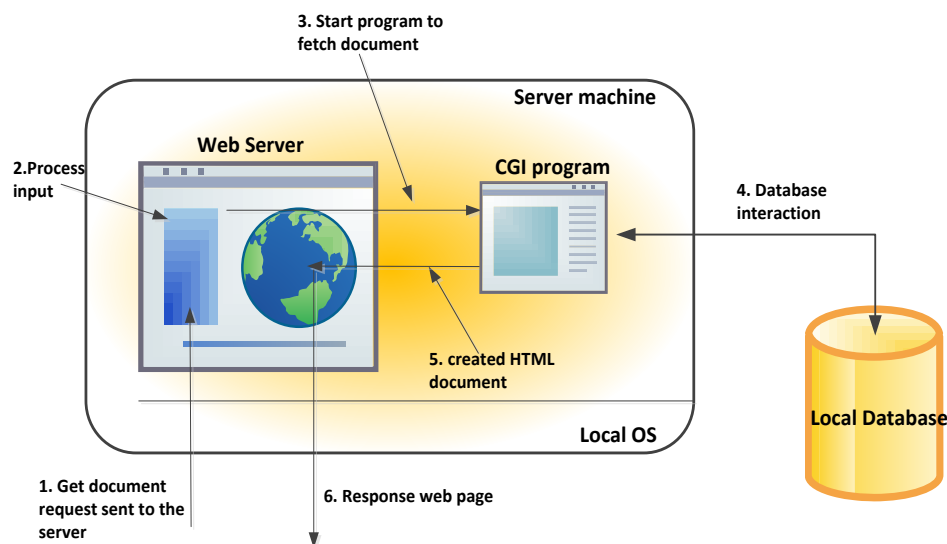 3. Start program to
fetch document
Server machine
Web Server
CGI program
2.Process
input
4. Database
interaction
5. created HTML
document
Local Database
Local OS
1. Get document
request sent to the
server
6. Response web page